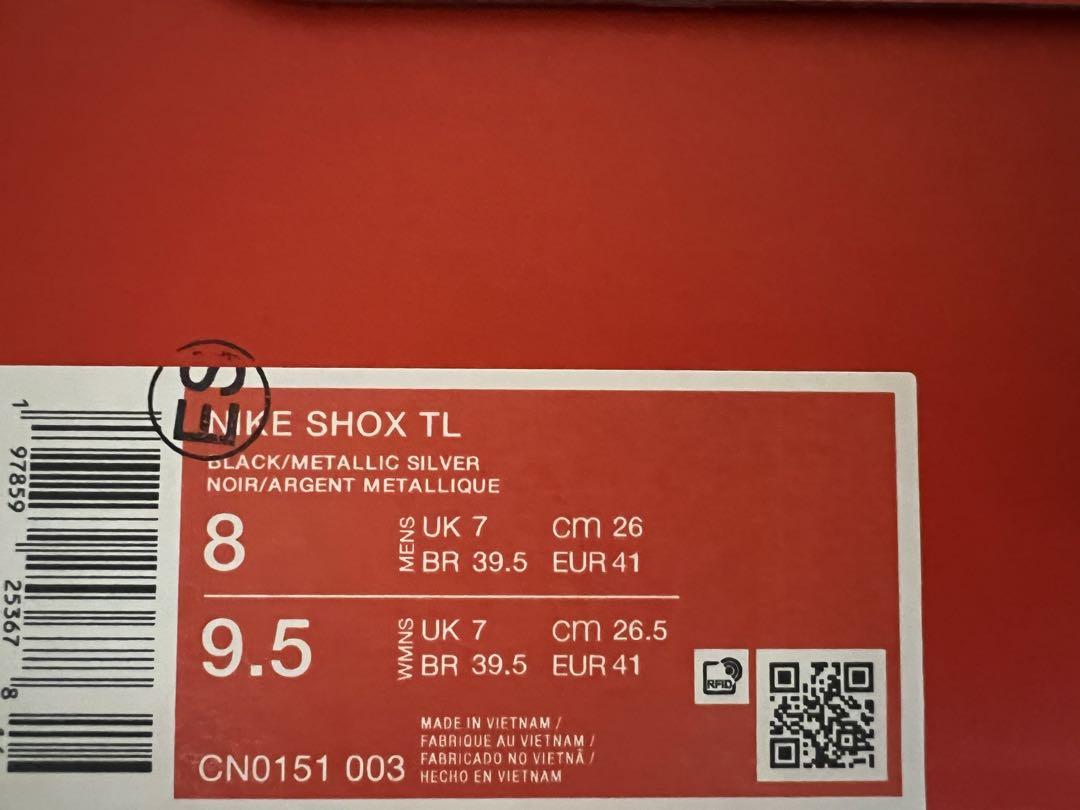 ES
NIKE SHOX TL
BLACK/METALLIC SILVER
NOIR/ARGENT METALLIQUE
8 MENS UK 7 cm 26
BR 39.5 EUR 41
9.5 WMNS UK 7 cm 26.5
BR 39.5 EUR 41
RFID
MADE IN VIETNAM /
FABRIQUE AU VIETNAM /
FABRICADO NO VIETNÃ /
HECHO EN VIETNAM
CN0151 003
1 97859 25367 8